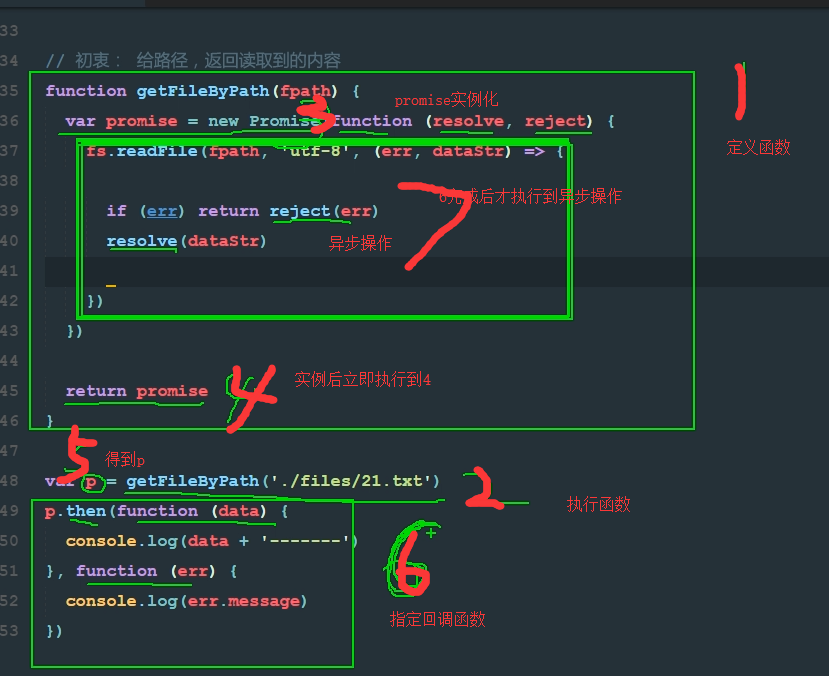 33
34 // 初衷： 给路径，返回读取到的内容
35 function getFileByPath(fpath) {
1
36 var promise = new Promise function (resolve, reject) {
3
promise实例化
定义函数
37 fs.readFile(fpath, 'utf-8', (err, dataStr) => {
38
6完成后才执行到异步操作
7
39 if (err) return reject(err)
40 resolve(dataStr)
异步操作
41
42 })
43 })
44
45 return promise
4
实例后立即执行到4
46 }
47
5
得到p
48 var p = getFileByPath('./files/21.txt')
2
执行函数
49 p.then(function (data) {
50 console.log(data + '-------')
51 }, function (err) {
6
52 console.log(err.message)
指定回调函数
53 })